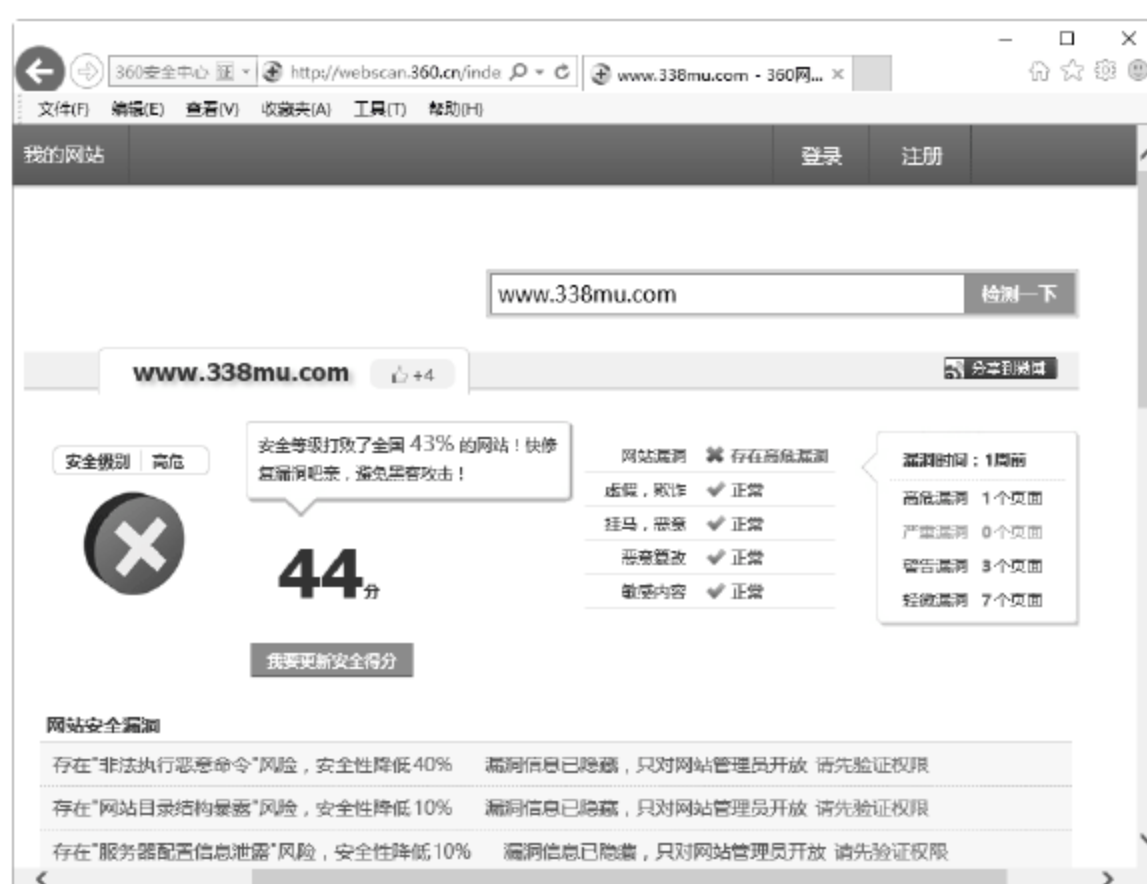 360安全中心 证 http://webscan.360.cn/inde www.338mu.com - 360网...
文件(F) 编辑(E) 查看(V) 收藏夹(A) 工具(T) 帮助(H)
我的网站 登录 注册
www.338mu.com 检测一下
www.338mu.com +4 分享到微博
安全级别 高危
安全等级打败了全国 43% 的网站！快修
复漏洞吧亲，避免黑客攻击！
44分
我要更新安全得分
网站漏洞 存在高危漏洞
虚假，欺诈 正常
挂马，恶意 正常
恶意篡改 正常
敏感内容 正常
漏洞时间：1周前
高危漏洞 1个页面
严重漏洞 0个页面
警告漏洞 3个页面
轻微漏洞 7个页面
网站安全漏洞
存在"非法执行恶意命令"风险，安全性降低40% 漏洞信息已隐藏，只对网站管理员开放 请先验证权限
存在"网站目录结构暴露"风险，安全性降低10% 漏洞信息已隐藏，只对网站管理员开放 请先验证权限
存在"服务器配置信息泄露"风险，安全性降低10% 漏洞信息已隐藏，只对网站管理员开放 请先验证权限